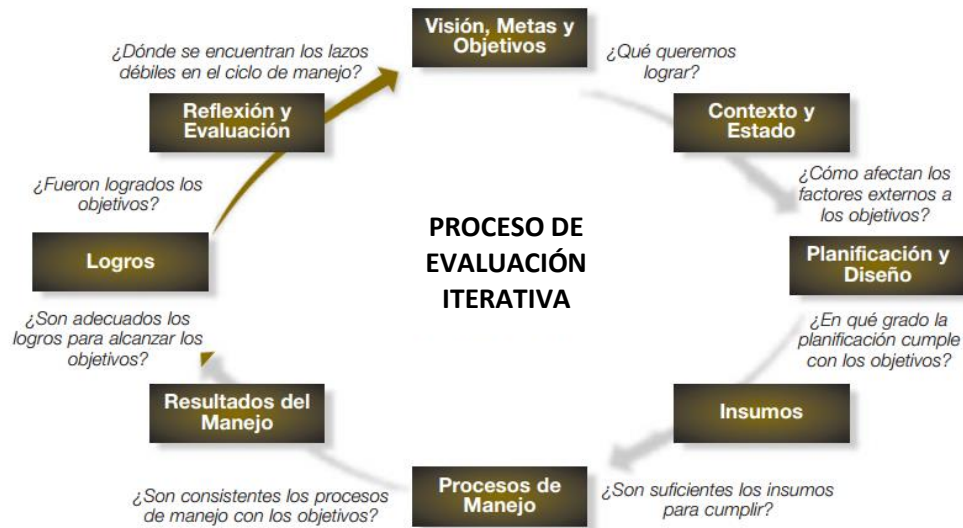 Visión, Metas y
Objetivos
¿Qué queremos
lograr?
Contexto y
Estado
¿Cómo afectan los
factores externos a
los objetivos?
Planificación y
Diseño
¿En qué grado la
planificación cumple
con los objetivos?
Insumos
¿Son suficientes los insumos
para cumplir?
Procesos de
Manejo
¿Son consistentes los procesos
de manejo con los objetivos?
Resultados del
Manejo
¿Son adecuados los
logros para alcanzar los
objetivos?
Logros
¿Fueron logrados los
objetivos?
Reflexión y
Evaluación
¿Dónde se encuentran los lazos
débiles en el ciclo de manejo?
PROCESO DE
EVALUACIÓN
ITERATIVA